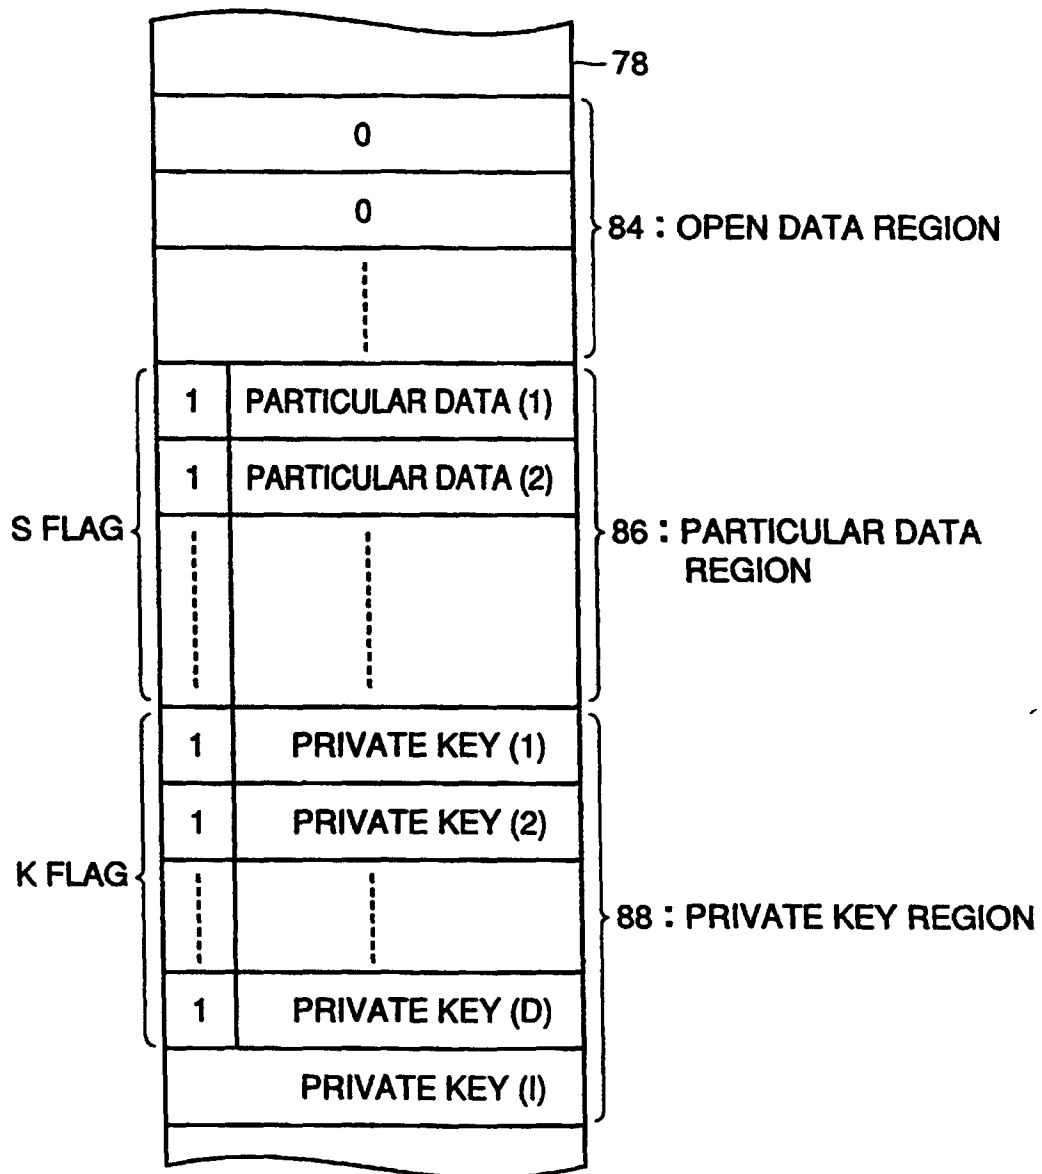 78
0
0
84 : OPEN DATA REGION
1 PARTICULAR DATA (1)
1 PARTICULAR DATA (2)
S FLAG
86 : PARTICULAR DATA
REGION
1 PRIVATE KEY (1)
1 PRIVATE KEY (2)
K FLAG
88 : PRIVATE KEY REGION
1 PRIVATE KEY (D)
PRIVATE KEY (I)